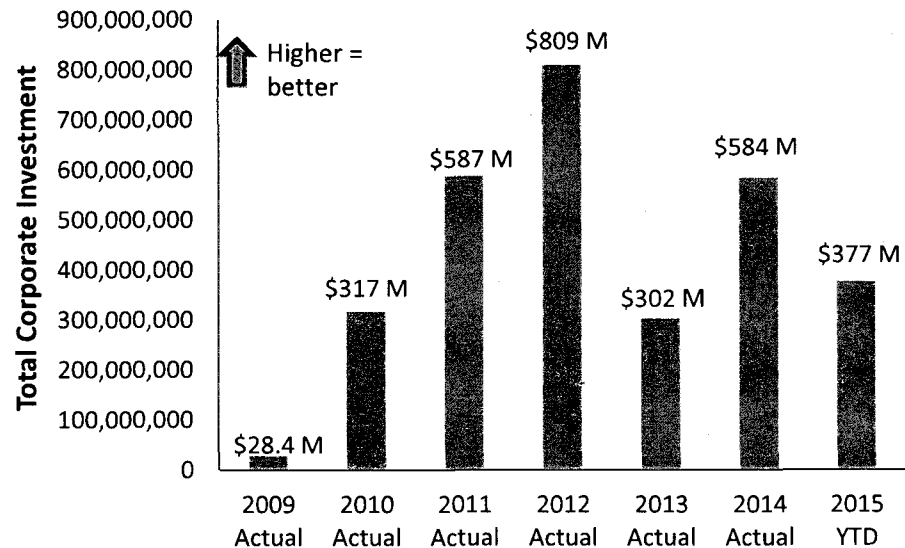 Total Corporate Investment
900,000,000
800,000,000
700,000,000
600,000,000
500,000,000
400,000,000
300,000,000
200,000,000
100,000,000
0
Higher =
better
$28.4 M
$317 M
$587 M
$809 M
$302 M
$584 M
$377 M
2009 2010 2011 2012 2013 2014 2015
Actual Actual Actual Actual Actual Actual YTD